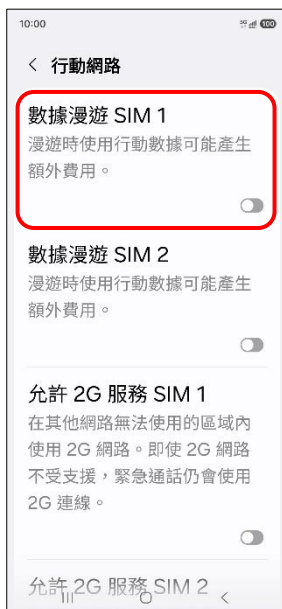 10:00
5G
100
行動網路
數據漫遊 SIM 1
漫遊時使用行動數據可能產生
額外費用。
數據漫遊 SIM 2
漫遊時使用行動數據可能產生
額外費用。
允許 2G 服務 SIM 1
在其他網路無法使用的區域內
使用 2G 網路。即使 2G 網路
不受支援，緊急通話仍會使用
2G 連線。
允許 2G 服務 SIM 2